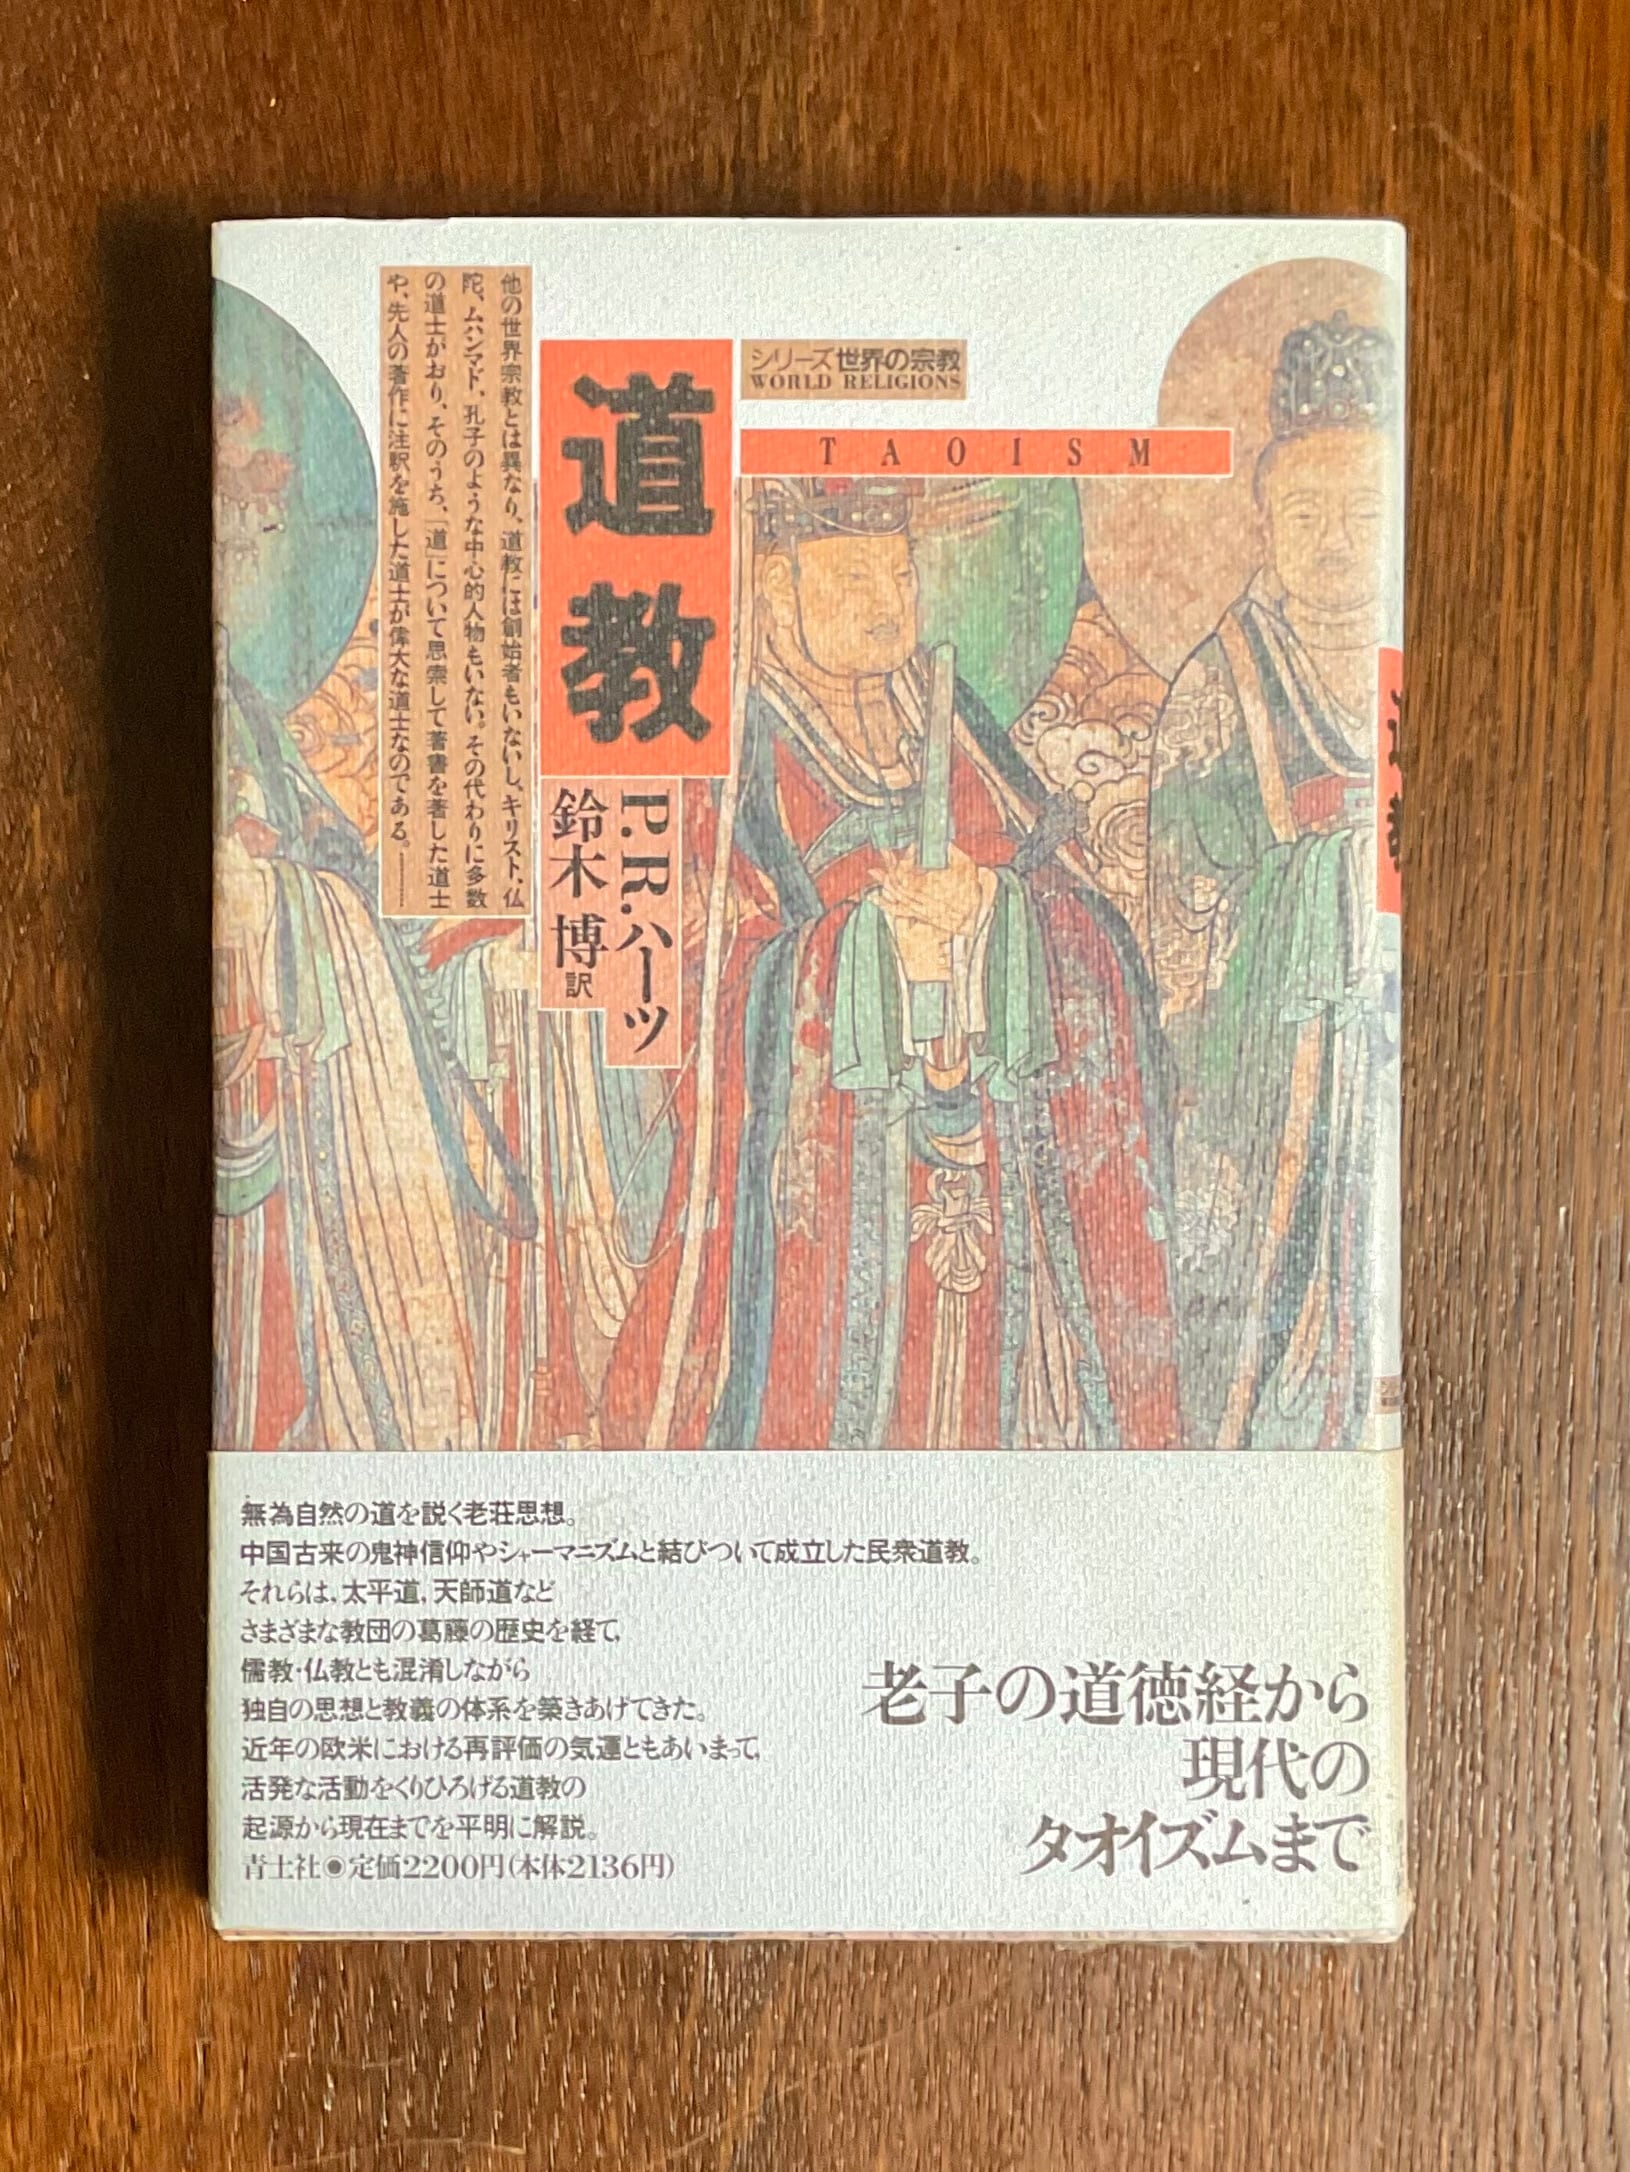 シリーズ世界の宗教
WORLD RELIGIONS
TAOISM
道教
P.R.ハーツ
鈴木 博 訳
他の世界宗教とは異なり、道教には創始者もいないし、キリスト、仏
陀、ムハンマド、孔子のような中心的人物もいない。その代わりに多数
の道士がおり、そのうち、「道」について思索して著書を著した道士
や、先人の著作に注釈を施した道士が偉大な道士なのである。――
無為自然の道を説く老荘思想。
中国古来の鬼神信仰やシャーマニズムと結びついて成立した民衆道教。
それらは、太平道，天師道など
さまざまな教団の葛藤の歴史を経て，
儒教・仏教とも混淆しながら
独自の思想と教義の体系を築きあげてきた。
近年の欧米における再評価の気運ともあいまって，
活発な活動をくりひろげる道教の
起源から現在までを平明に解説。
青土社◉定価2200円(本体2136円)
老子の道徳経から
現代の
タオイズムまで
道教